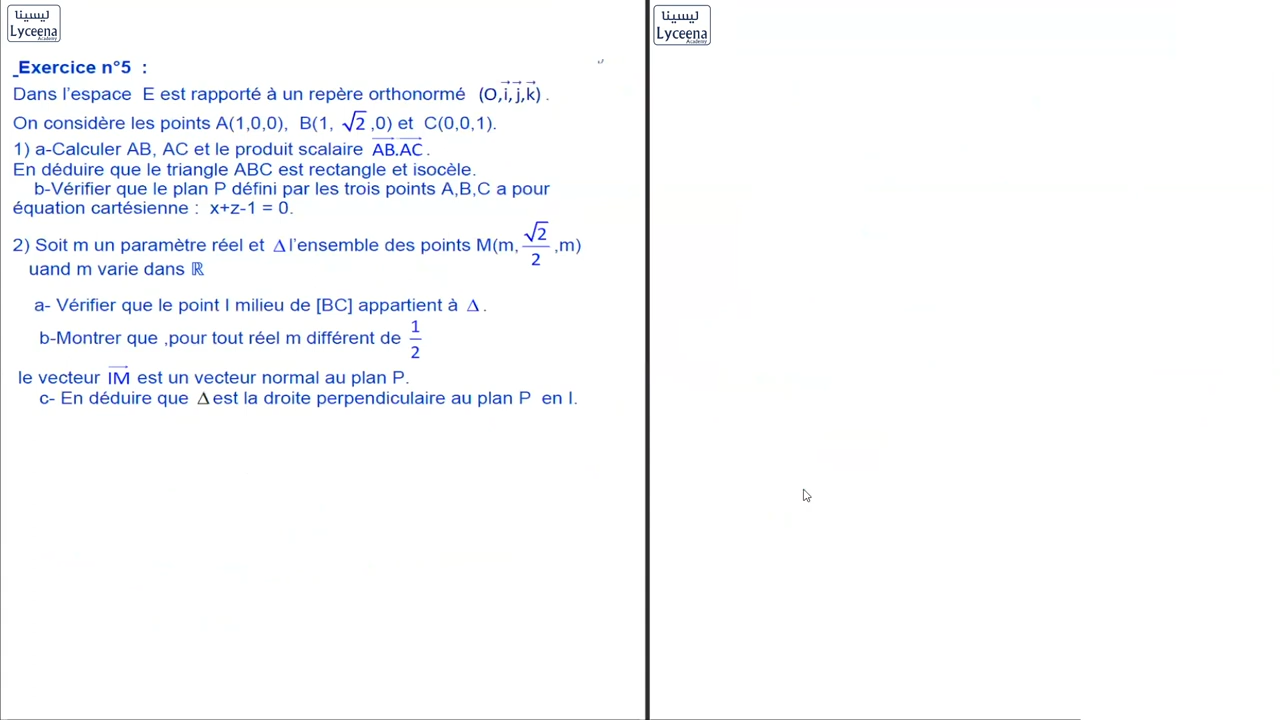 ليسينا
Lyceena
Academy
ليسينا
Lyceena
Academy
Exercice n°5 :
Dans l'espace E est rapporté à un repère orthonormé (O,i,j,k) .
On considère les points A(1,0,0), B(1, √2 ,0) et C(0,0,1).
1) a-Calculer AB, AC et le produit scalaire AB.AC .
En déduire que le triangle ABC est rectangle et isocèle.
b-Vérifier que le plan P défini par les trois points A,B,C a pour
équation cartésienne : x+z-1 = 0.
2) Soit m un paramètre réel et Δ l'ensemble des points M(m, √2/2 ,m)
uand m varie dans ℝ
a- Vérifier que le point I milieu de [BC] appartient à Δ .
b-Montrer que ,pour tout réel m différent de 1/2
le vecteur IM est un vecteur normal au plan P.
c- En déduire que Δ est la droite perpendiculaire au plan P en I.